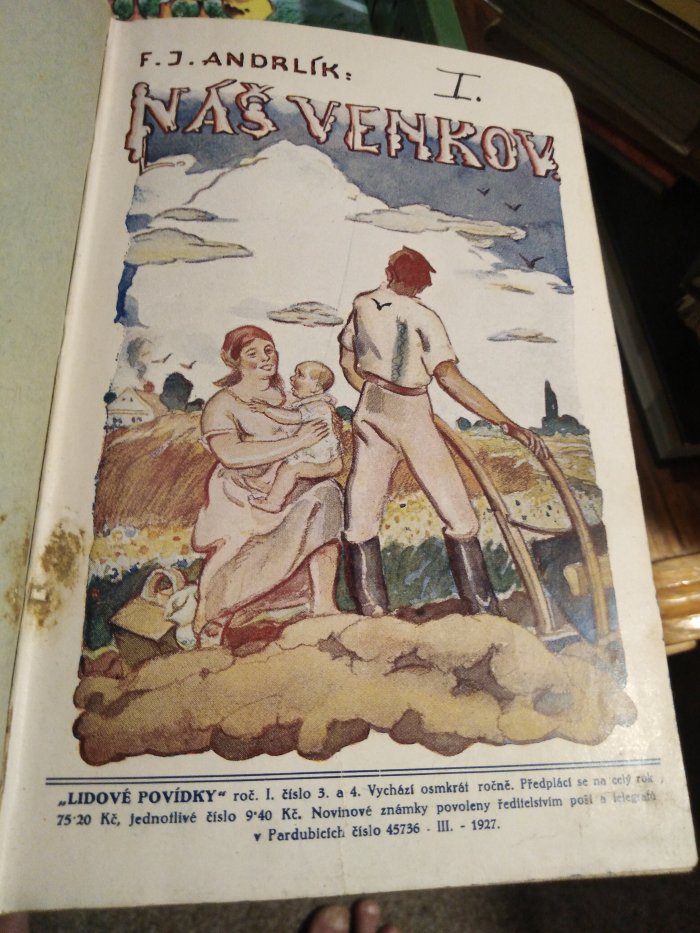 F. J. ANDRLÍK:
I.
NÁŠ VENKOV.
„LIDOVÉ POVÍDKY“ roč. I. číslo 3. a 4. Vychází osmkrát ročně. Předplácí se na celý rok
75·20 Kč, Jednotlivé číslo 9·40 Kč. Novinové známky povoleny ředitelstvím pošt a telegrafů
v Pardubicích číslo 45736 - III. - 1927.